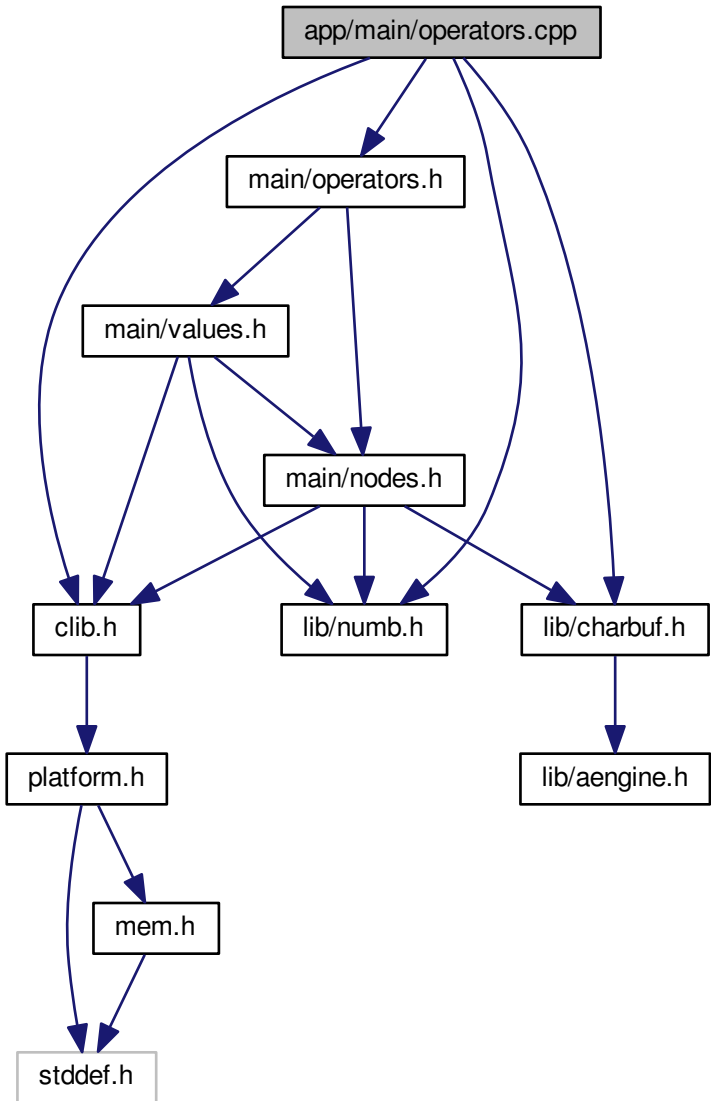 app/main/operators.cpp
main/operators.h
main/values.h
main/nodes.h
clib.h
lib/numb.h
lib/charbuf.h
platform.h
lib/aengine.h
mem.h
stddef.h